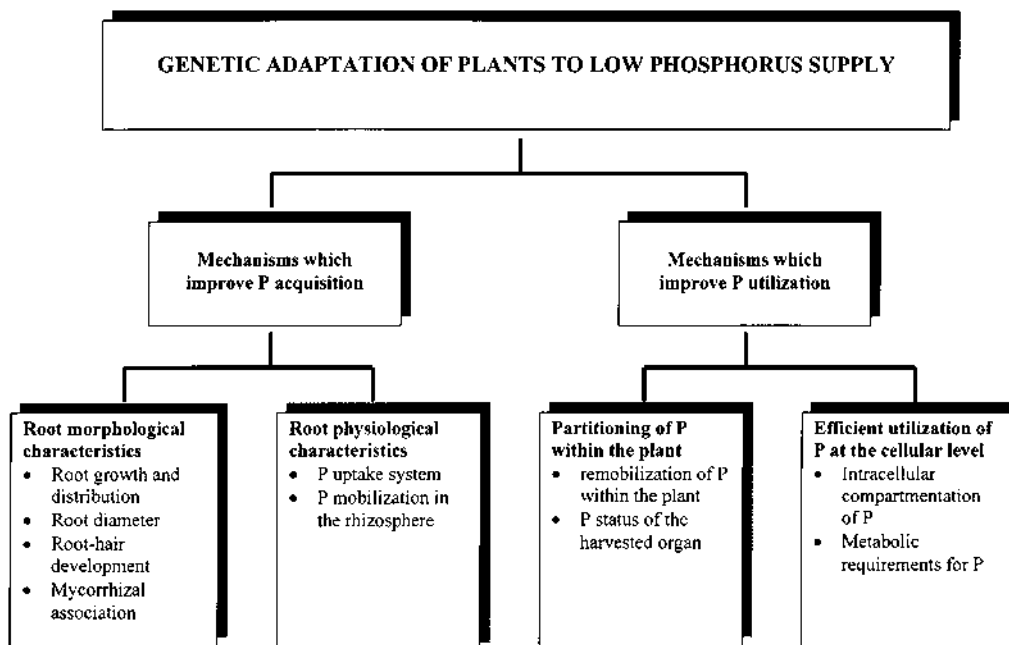 GENETIC ADAPTATION OF PLANTS TO LOW PHOSPHORUS SUPPLY
Mechanisms which
improve P acquisition
Mechanisms which
improve P utilization
Root morphological
characteristics
• Root growth and
distribution
• Root diameter
• Root-hair
development
• Mycorrhizal
association
Root physiological
characteristics
• P uptake system
• P mobilization in
the rhizosphere
Partitioning of P
within the plant
• remobilization of P
within the plant
• P status of the
harvested organ
Efficient utilization of
P at the cellular level
• Intracellular
compartmentation
of P
• Metabolic
requirements for P